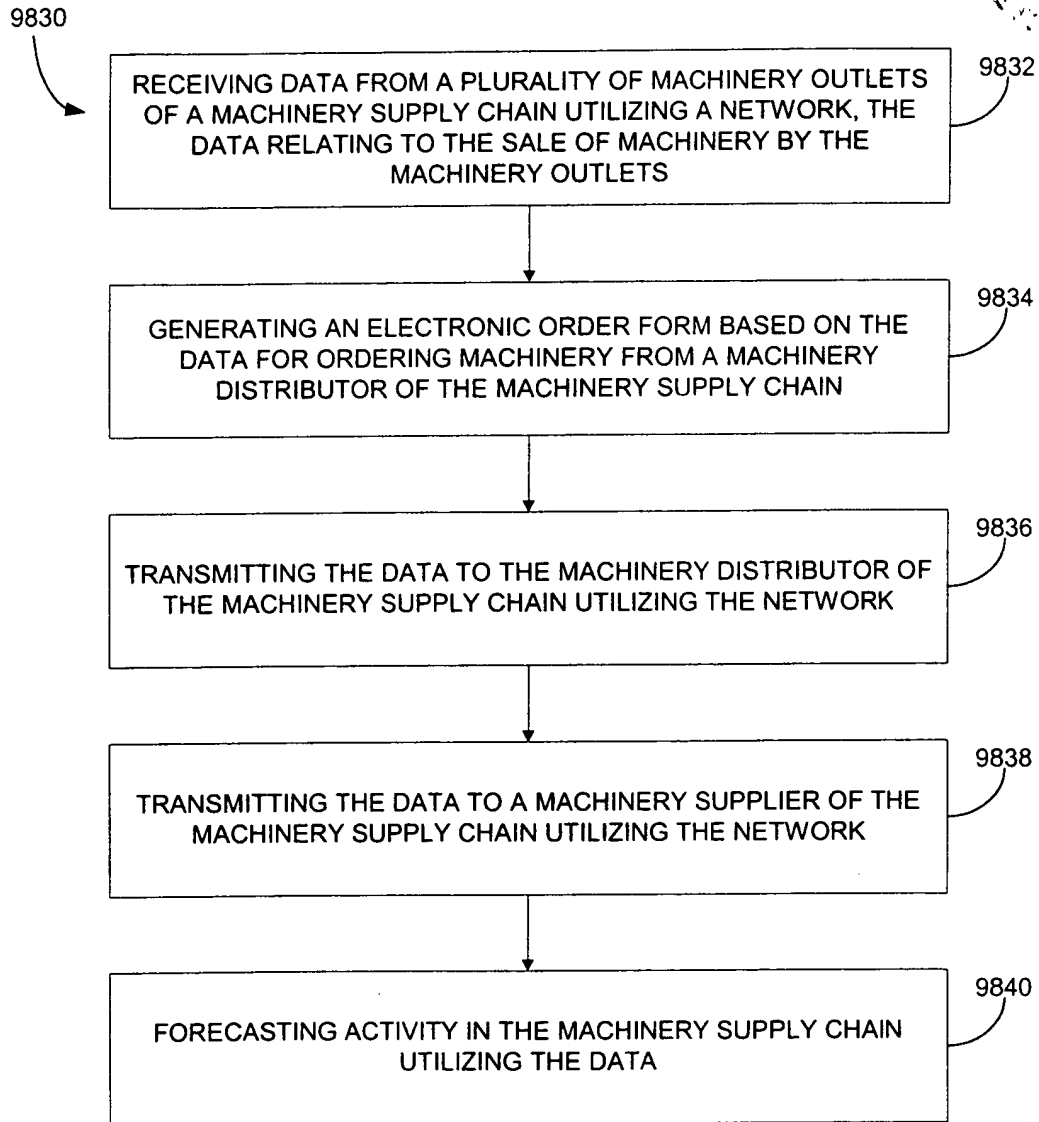 9830
RECEIVING DATA FROM A PLURALITY OF MACHINERY OUTLETS
OF A MACHINERY SUPPLY CHAIN UTILIZING A NETWORK, THE
DATA RELATING TO THE SALE OF MACHINERY BY THE
MACHINERY OUTLETS
9832
GENERATING AN ELECTRONIC ORDER FORM BASED ON THE
DATA FOR ORDERING MACHINERY FROM A MACHINERY
DISTRIBUTOR OF THE MACHINERY SUPPLY CHAIN
9834
TRANSMITTING THE DATA TO THE MACHINERY DISTRIBUTOR OF
THE MACHINERY SUPPLY CHAIN UTILIZING THE NETWORK
9836
TRANSMITTING THE DATA TO A MACHINERY SUPPLIER OF THE
MACHINERY SUPPLY CHAIN UTILIZING THE NETWORK
9838
FORECASTING ACTIVITY IN THE MACHINERY SUPPLY CHAIN
UTILIZING THE DATA
9840